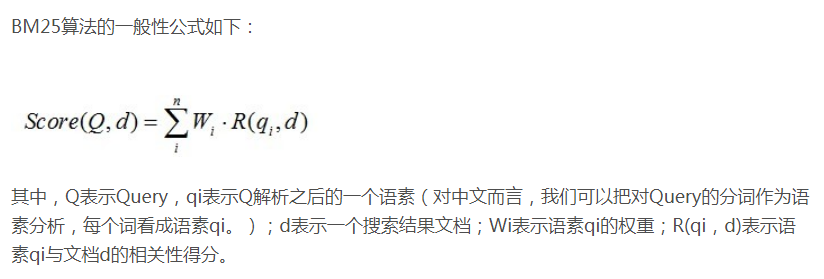 BM25算法的一般性公式如下：
Score(Q,d) = \sum_{i}^{n} W_i · R(q_i,d)
其中，Q表示Query，qi表示Q解析之后的一个语素（对中文而言，我们可以把对Query的分词作为语
素分析，每个词看成语素qi。）；d表示一个搜索结果文档；Wi表示语素qi的权重；R(qi，d)表示语
素qi与文档d的相关性得分。